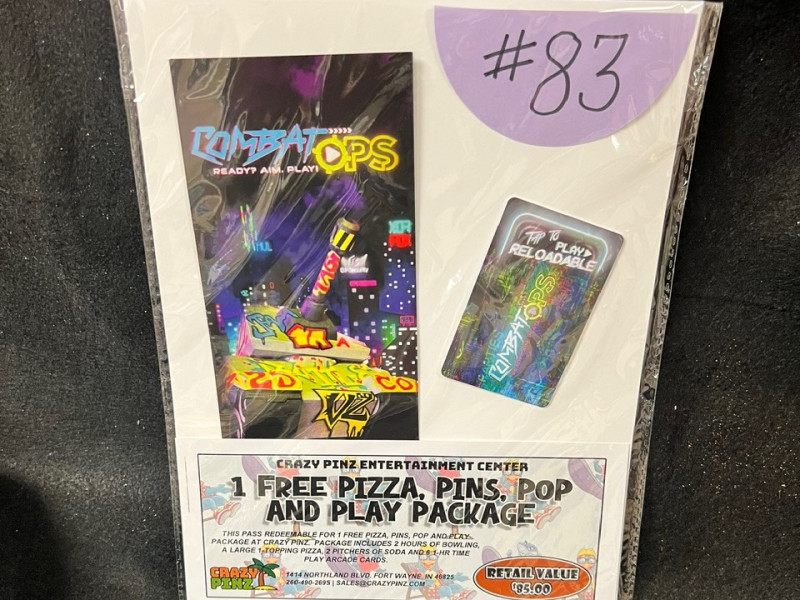 #83
COMBAT OPS
READY? AIM. PLAY!
TAP TO
PLAY
RELOADABLE
COMBAT OPS
CRAZY PINZ ENTERTAINMENT CENTER
1 FREE PIZZA, PINS, POP
AND PLAY PACKAGE
THIS PASS REDEEMABLE FOR 1 FREE PIZZA, PINS, POP AND PLAY
PACKAGE AT CRAZY PINZ. PACKAGE INCLUDES 2 HOURS OF BOWLING,
A LARGE 1-TOPPING PIZZA, 2 PITCHERS OF SODA AND 1-HR TIME
PLAY ARCADE CARDS.
CRAZY
PINZ
1414 NORTHLAND BLVD. FORT WAYNE, IN 46825
260-490-2695 | SALES@CRAZYPINZ.COM
RETAIL VALUE
$85.00